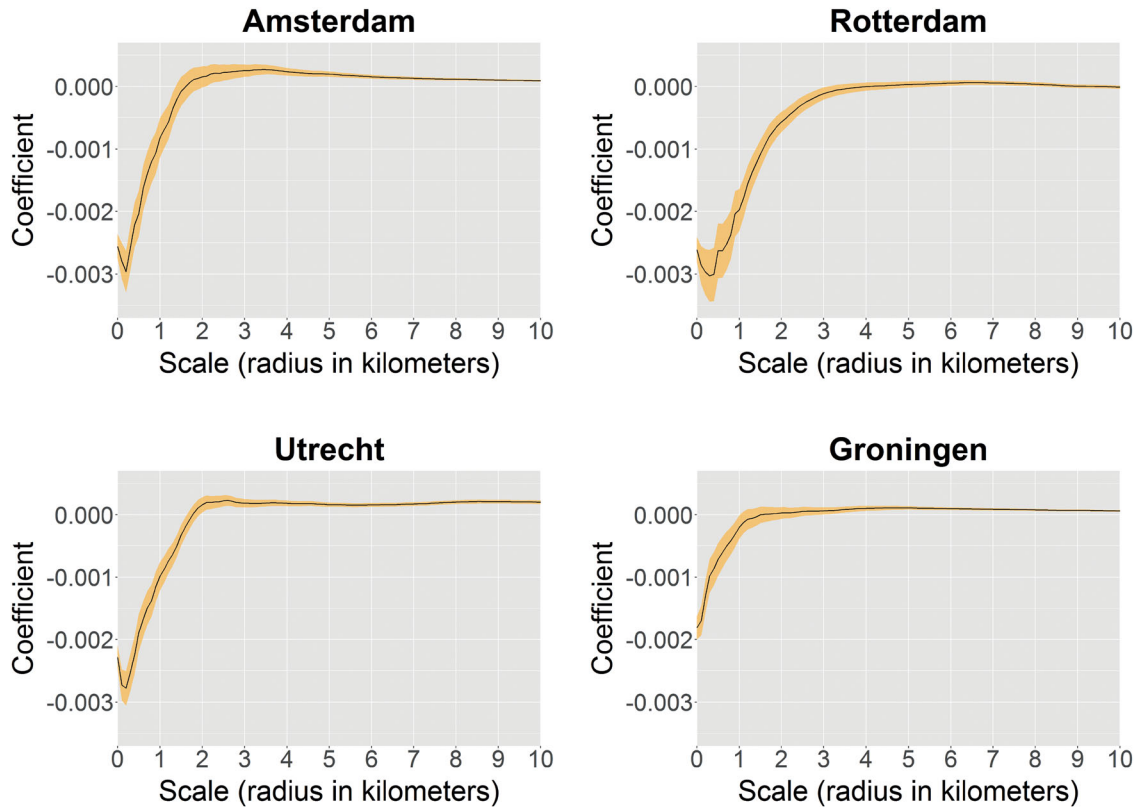 Amsterdam
Coefficient
0.000
-0.001
-0.002
-0.003
0 1 2 3 4 5 6 7 8 9 10
Scale (radius in kilometers)
Rotterdam
Coefficient
0.000
-0.001
-0.002
-0.003
0 1 2 3 4 5 6 7 8 9 10
Scale (radius in kilometers)
Utrecht
Coefficient
0.000
-0.001
-0.002
-0.003
0 1 2 3 4 5 6 7 8 9 10
Scale (radius in kilometers)
Groningen
Coefficient
0.000
-0.001
-0.002
-0.003
0 1 2 3 4 5 6 7 8 9 10
Scale (radius in kilometers)